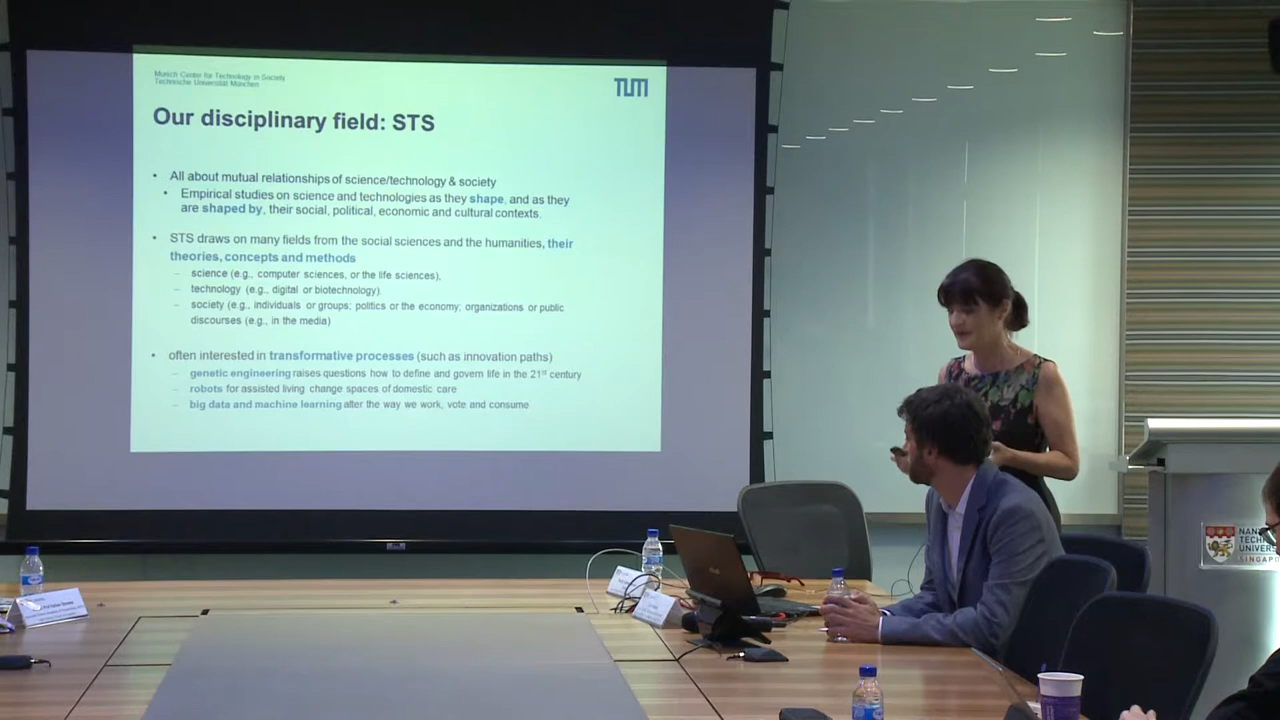 Munich Center for Technology in Society
Technische Universität München
TUM
Our disciplinary field: STS
• All about mutual relationships of science/technology & society
• Empirical studies on science and technologies as they shape, and as they
are shaped by, their social, political, economic and cultural contexts.
• STS draws on many fields from the social sciences and the humanities, their
theories, concepts and methods
– science (e.g., computer sciences, or the life sciences),
– technology (e.g., digital or biotechnology).
– society (e.g., individuals or groups; politics or the economy; organizations or public
discourses (e.g., in the media)
• often interested in transformative processes (such as innovation paths)
– genetic engineering raises questions how to define and govern life in the 21st century
– robots for assisted living change spaces of domestic care
– big data and machine learning alter the way we work, vote and consume
NAN
TECH
UNIVERS
SINGAPO